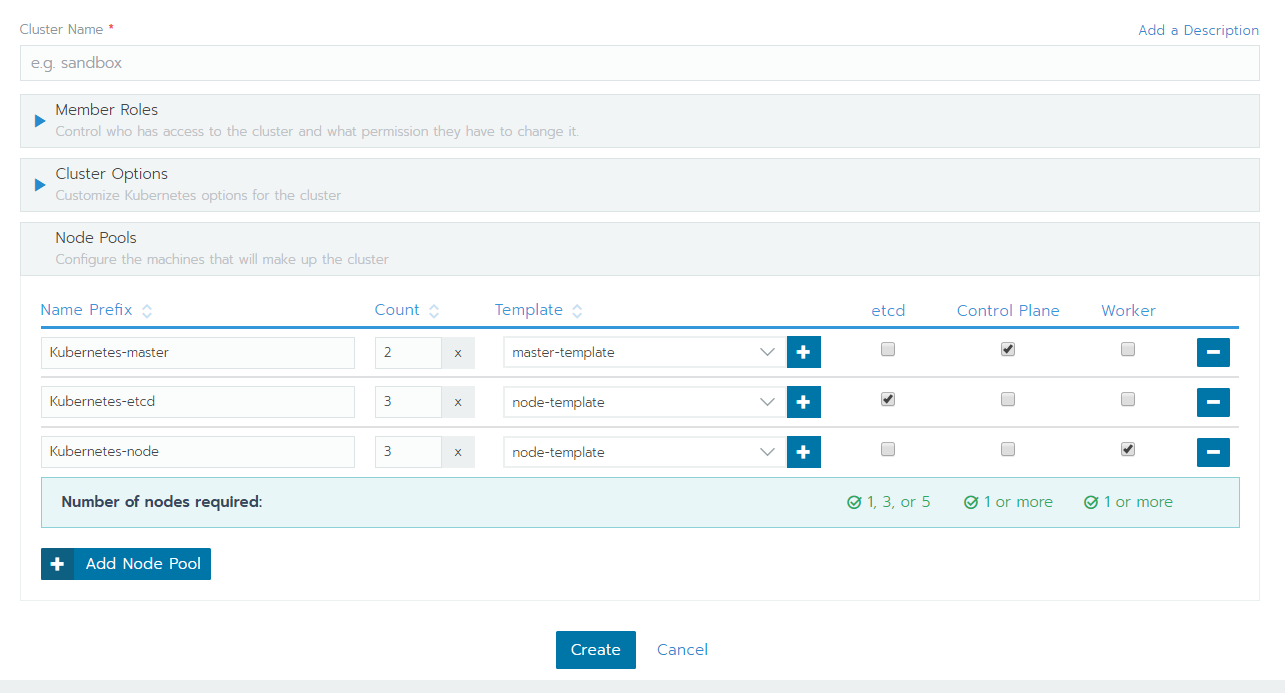 Cluster Name *
Add a Description
e.g. sandbox
Member Roles
Control who has access to the cluster and what permission they have to change it.
Cluster Options
Customize Kubernetes options for the cluster
Node Pools
Configure the machines that will make up the cluster
Name Prefix Count Template etcd Control Plane Worker
Kubernetes-master 2 x master-template
Kubernetes-etcd 3 x node-template
Kubernetes-node 3 x node-template
Number of nodes required: 1, 3, or 5 1 or more 1 or more
Add Node Pool
Create Cancel